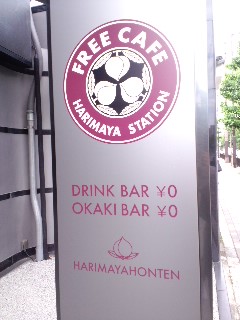 FREE CAFE
HARIMAYA STATION
DRINK BAR ¥0
OKAKI BAR ¥0
HARIMAYAHONTEN